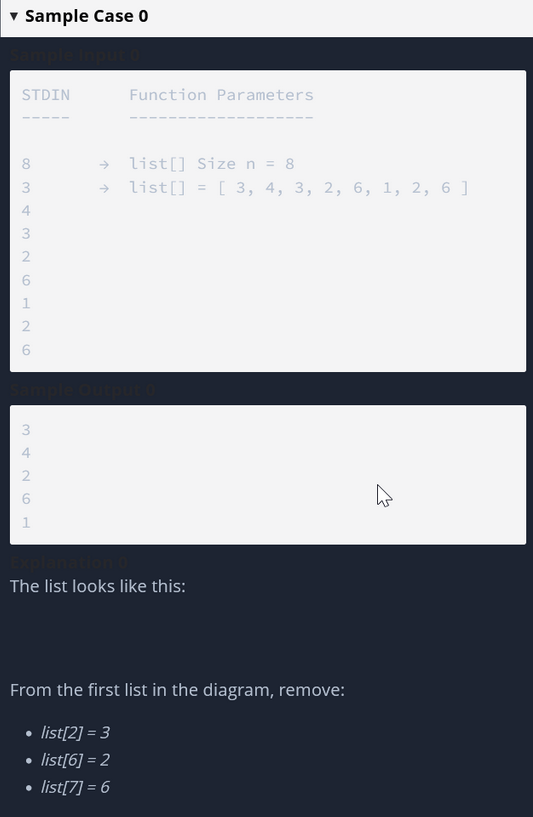 ▼ Sample Case 0
Sample Input 0
STDIN      Function Parameters
-----      -------------------
8      →  list[] Size n = 8
3      →  list[] = [ 3, 4, 3, 2, 6, 1, 2, 6 ]
4
3
2
6
1
2
6
Sample Output 0
3
4
2
6
1
Explanation 0
The list looks like this:
From the first list in the diagram, remove:
• list[2] = 3
• list[6] = 2
• list[7] = 6